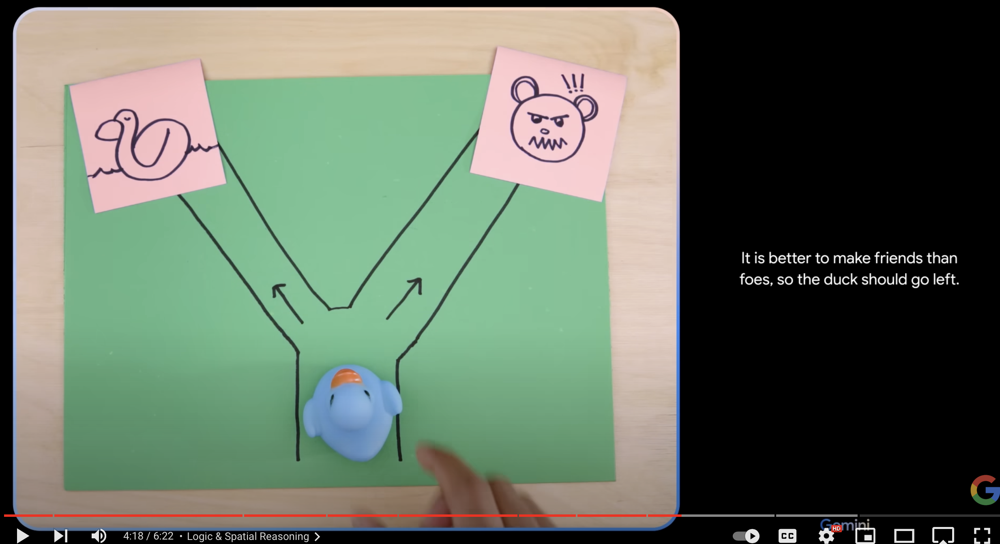 !!!
It is better to make friends than
foes, so the duck should go left.
Gemini
HD
4:18 / 6:22 • Logic & Spatial Reasoning
CC